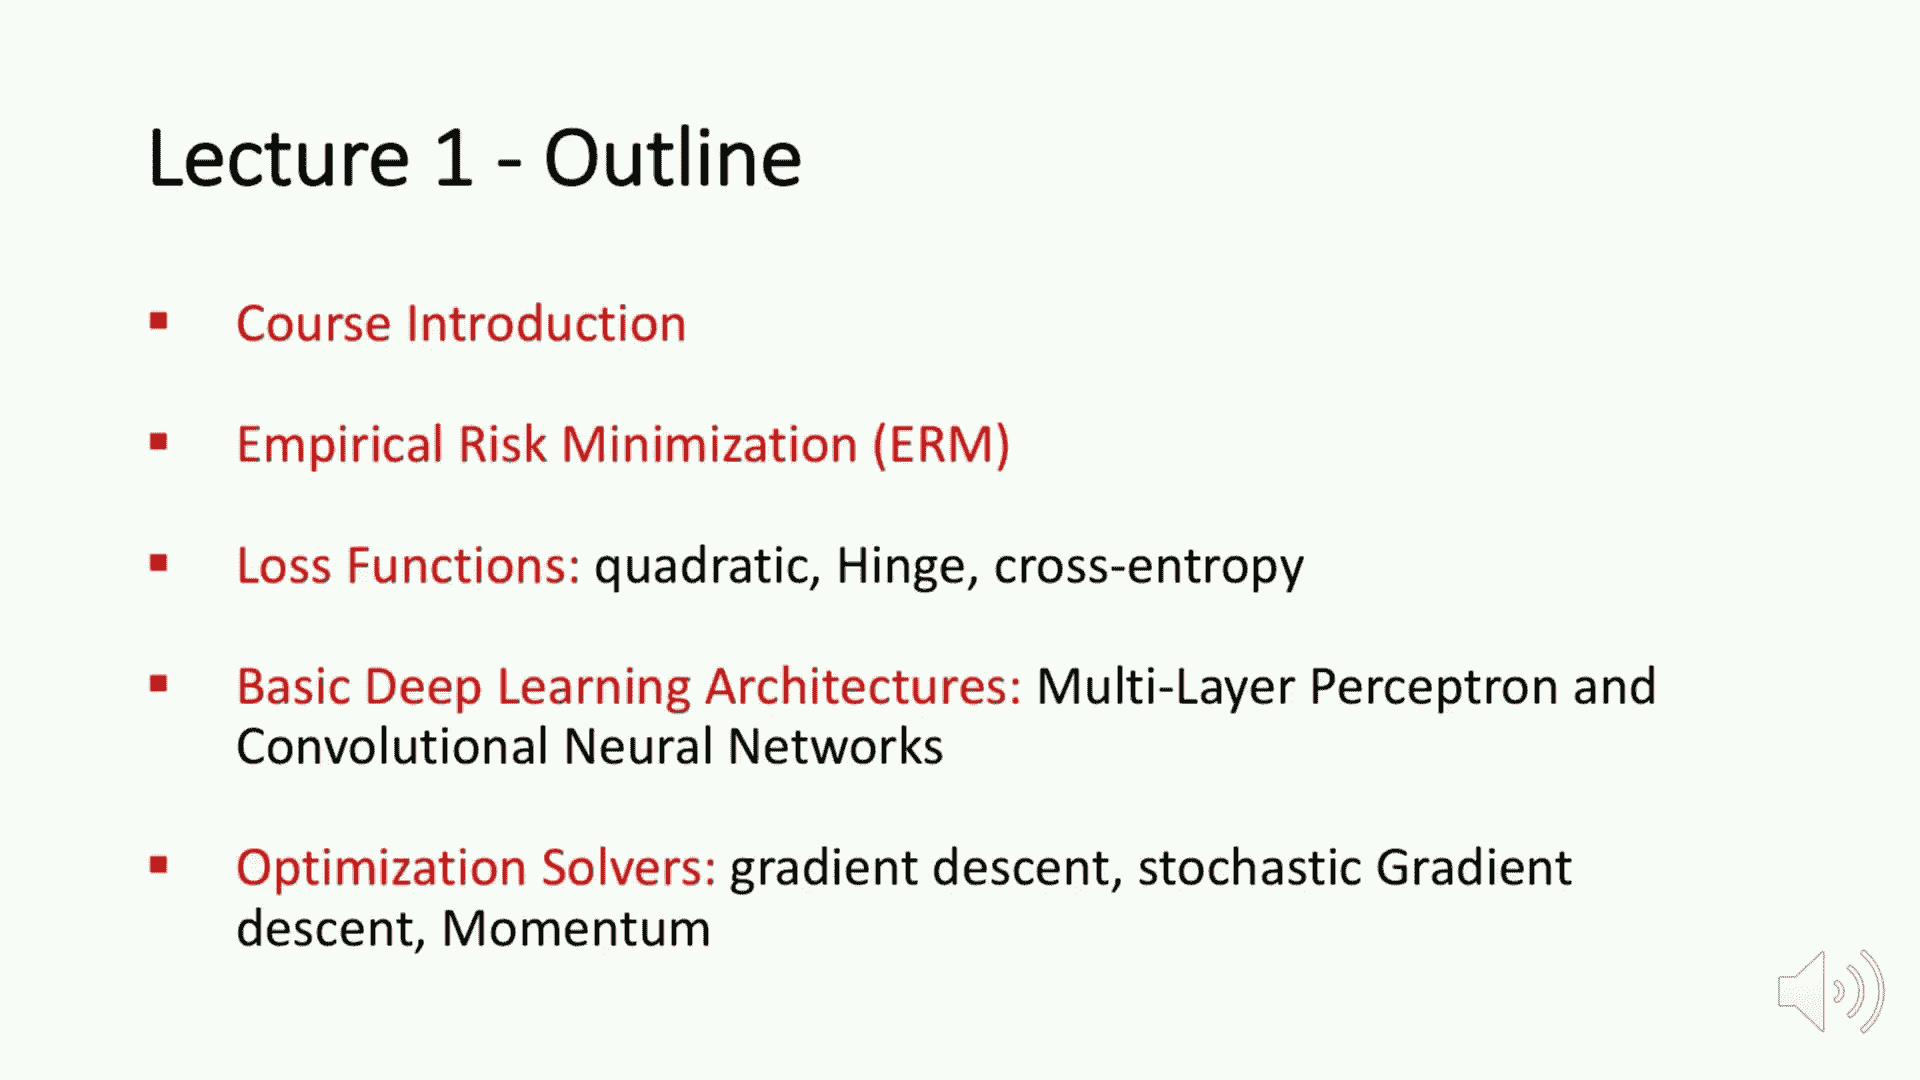 Lecture 1 - Outline
▪ Course Introduction
▪ Empirical Risk Minimization (ERM)
▪ Loss Functions: quadratic, Hinge, cross-entropy
▪ Basic Deep Learning Architectures: Multi-Layer Perceptron and
Convolutional Neural Networks
▪ Optimization Solvers: gradient descent, stochastic Gradient
descent, Momentum